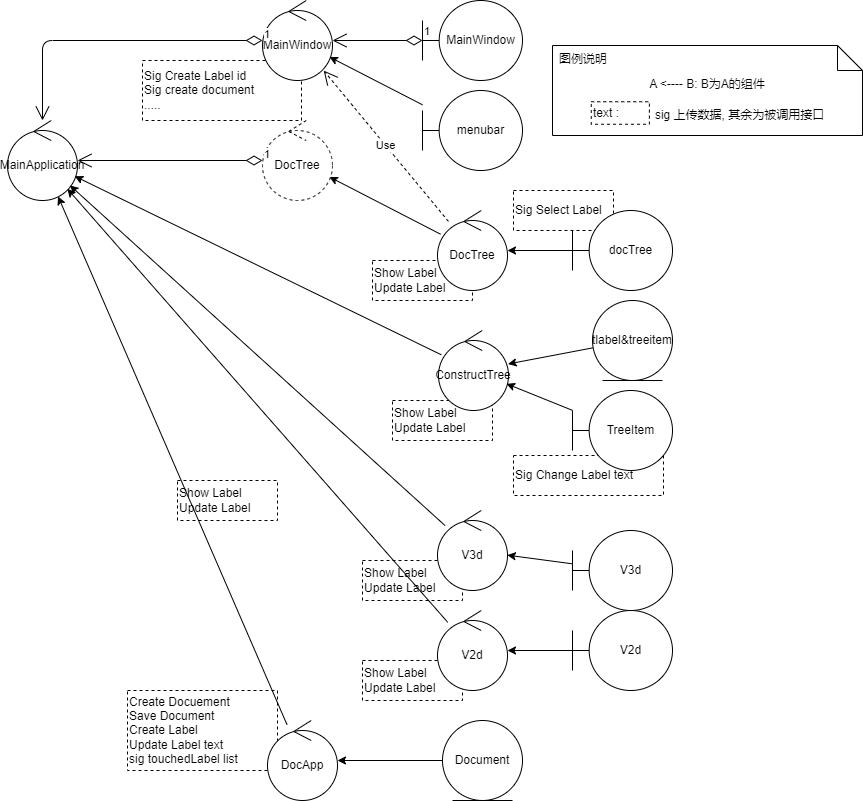 1
MainWindow
1
MainWindow
图例说明
A <---- B: B为A的组件
text :
sig 上传数据, 其余为被调用接口
Sig Create Label id
Sig create document
.....
menubar
Use
1
DocTree
MainApplication
Sig Select Label
DocTree
docTree
Show Label
Update Label
tlabel&treeitem
ConstructTree
Show Label
Update Label
TreeItem
Sig Change Label text
Show Label
Update Label
V3d
V3d
Show Label
Update Label
V2d
V2d
Show Label
Update Label
Create Docuement
Save Document
Create Label
Update Label text
sig touchedLabel list
DocApp
Document